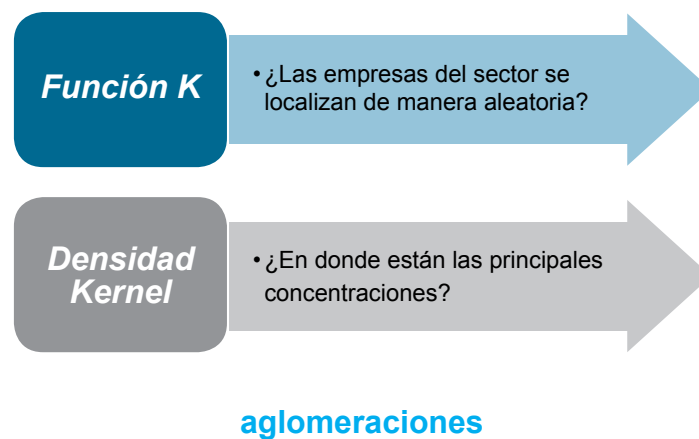 Función K
• ¿Las empresas del sector se
localizan de manera aleatoria?
Densidad
Kernel
• ¿En donde están las principales
concentraciones?
aglomeraciones